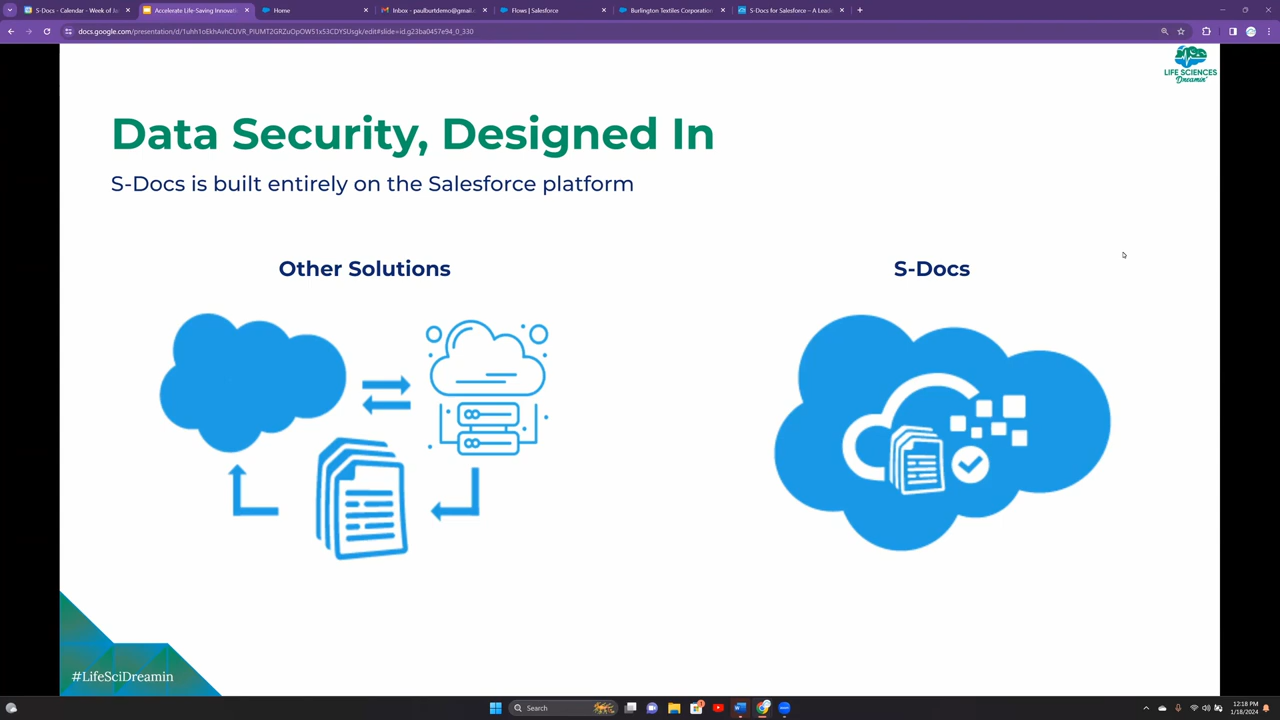 S-Docs - Calendar - Week of Ja
Accelerate Life-Saving Innovati
Home
Inbox - paulburtdemo@gmail.
Flows | Salesforce
Burlington Textiles Corporation
S-Docs for Salesforce – A Leade
docs.google.com/presentation/d/1uhh1oEkhAvhCUVR_PiUMT2GRZuOpOW51x53CDYSUsgk/edit#slide=id.g23ba0457e94_0_330
LIFE SCIENCES
Dreamin'
Data Security, Designed In
S-Docs is built entirely on the Salesforce platform
Other Solutions
S-Docs
#LifeSciDreamin
Search
12:18 PM
1/18/2024